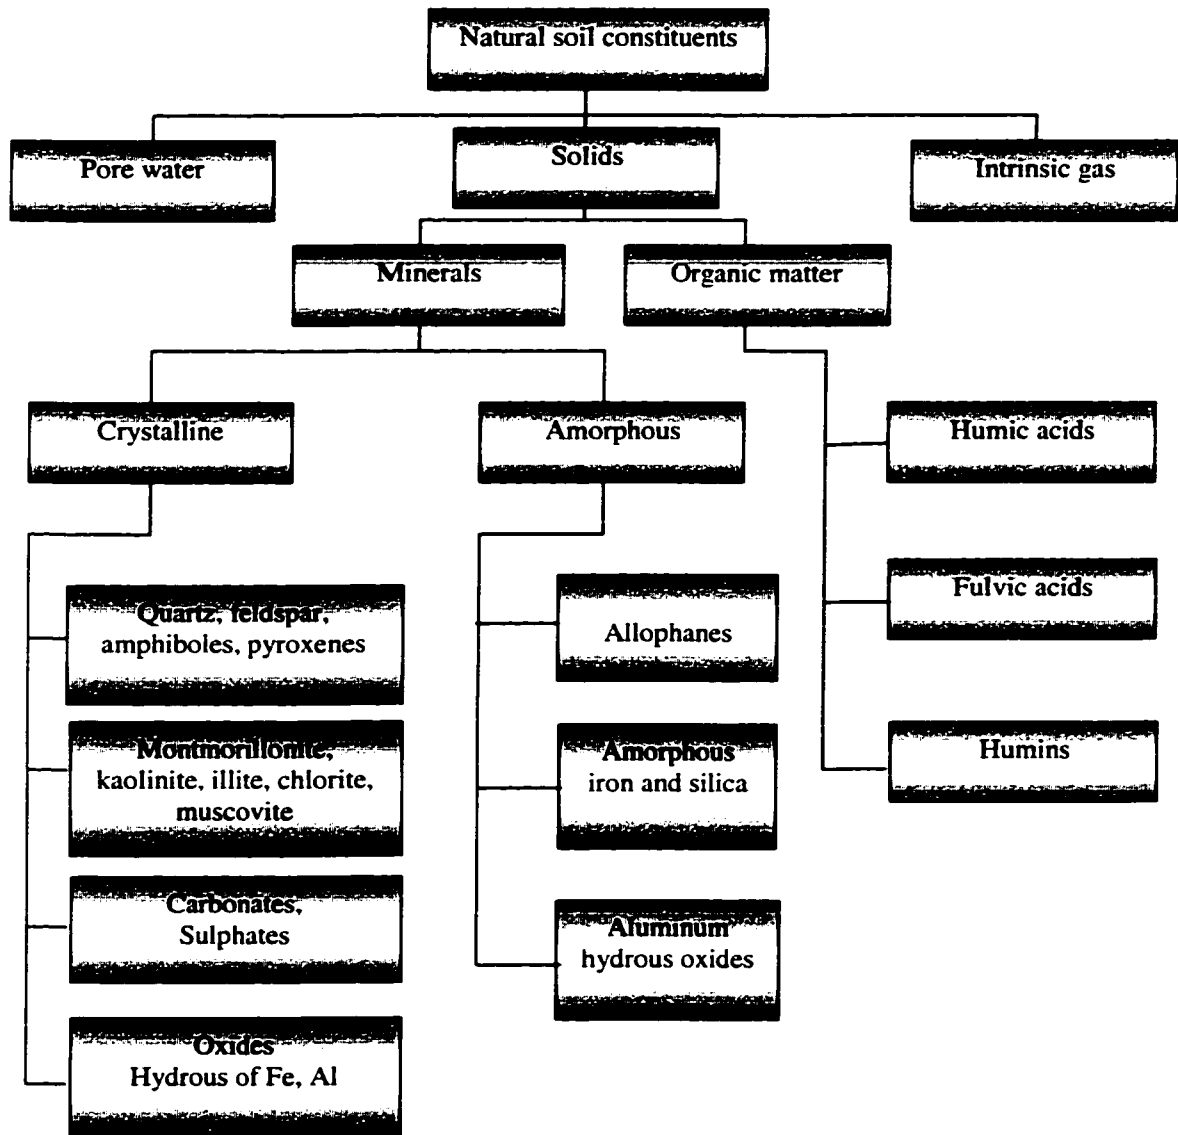 Natural soil constituents
Pore water
Solids
Intrinsic gas
Minerals
Organic matter
Crystalline
Amorphous
Humic acids
Quartz, feldspar,
amphiboles, pyroxenes
Allophanes
Fulvic acids
Montmorillonite,
kaolinite, illite, chlorite,
muscovite
Amorphous
iron and silica
Humins
Carbonates,
Sulphates
Aluminum
hydrous oxides
Oxides
Hydrous of Fe, Al